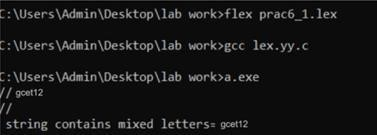 C:\Users\Admin\Desktop\lab work>flex prac6_1.lex
C:\Users\Admin\Desktop\lab work>gcc lex.yy.c
C:\Users\Admin\Desktop\lab work>a.exe
// gcet12
//
string contains mixed letters= gcet12